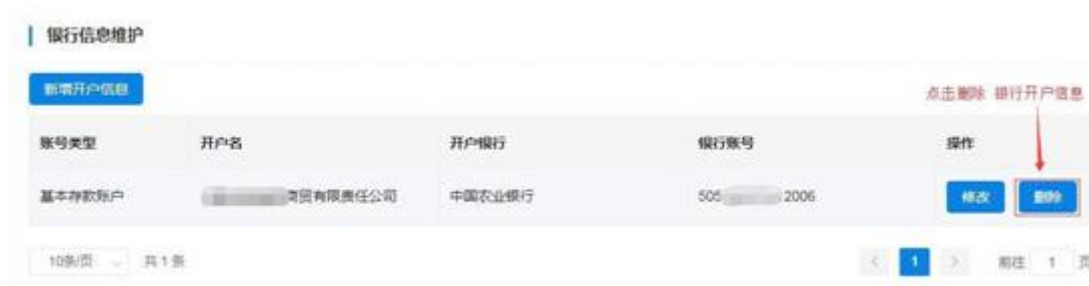 银行信息维护
新增开户信息
点击删除 银行开户信息
账号类型 开户名 开户银行 银行账号 操作
基本存款账户 商贸有限责任公司 中国农业银行 505 2006 修改 删除
10条/页 共 1 条 < 1 > 前往 1 页